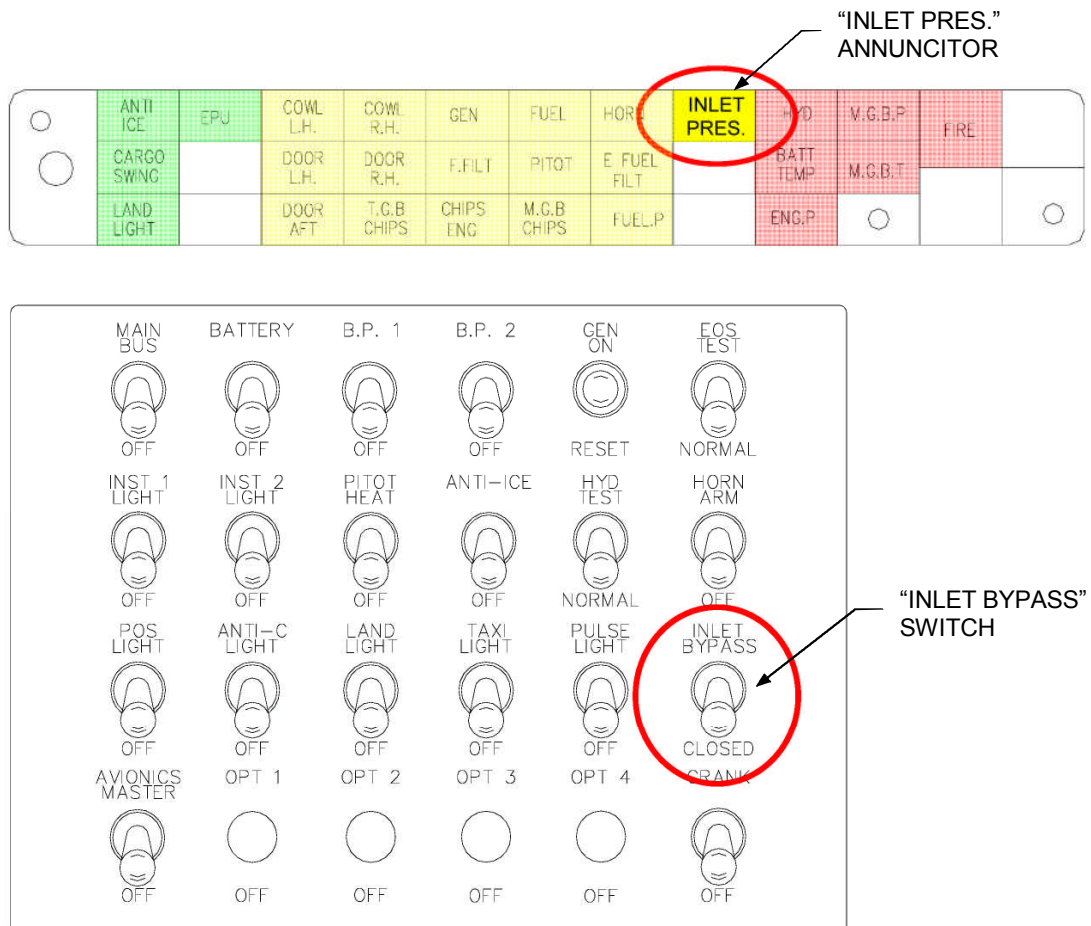 “INLET PRES.”
ANNUNCITOR
ANTI
ICE
EPU
COWL
L.H.
COWL
R.H.
GEN
FUEL
HORN
INLET
PRES.
HYD
M.G.B.P
FIRE
CARGO
SWING
DOOR
L.H.
DOOR
R.H.
F.FILT
PITOT
E FUEL
FILT
BATT
TEMP
M.G.B.T
LAND
LIGHT
DOOR
AFT
T.G.B
CHIPS
CHIPS
ENG
M.G.B
CHIPS
FUEL.P
ENG.P
MAIN
BUS
OFF
BATTERY
OFF
B.P. 1
OFF
B.P. 2
OFF
GEN
ON
RESET
EOS
TEST
NORMAL
INST 1
LIGHT
OFF
INST 2
LIGHT
OFF
PITOT
HEAT
OFF
ANTI-ICE
OFF
HYD
TEST
NORMAL
HORN
ARM
OFF
“INLET BYPASS”
SWITCH
POS
LIGHT
OFF
ANTI-C
LIGHT
OFF
LAND
LIGHT
OFF
TAXI
LIGHT
OFF
PULSE
LIGHT
OFF
INLET
BYPASS
CLOSED
AVIONICS
MASTER
OFF
OPT 1
OFF
OPT 2
OFF
OPT 3
OFF
OPT 4
OFF
CRANK
OFF